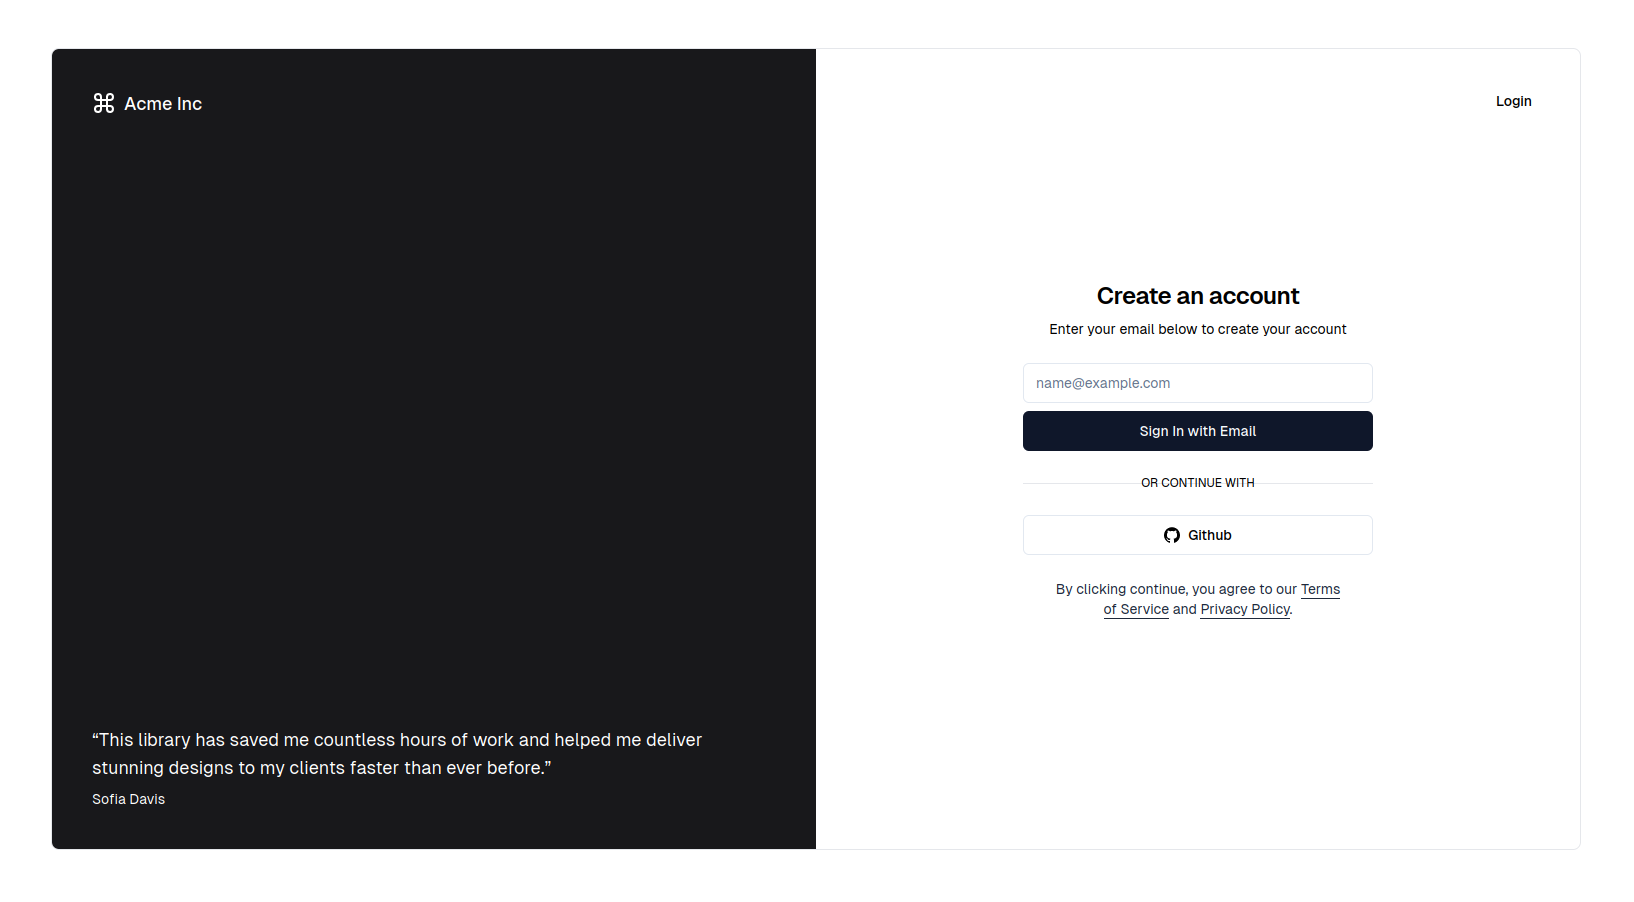 Acme Inc
Login
Create an account
Enter your email below to create your account
name@example.com
Sign In with Email
OR CONTINUE WITH
Github
By clicking continue, you agree to our Terms
of Service and Privacy Policy.
“This library has saved me countless hours of work and helped me deliver
stunning designs to my clients faster than ever before.”
Sofia Davis